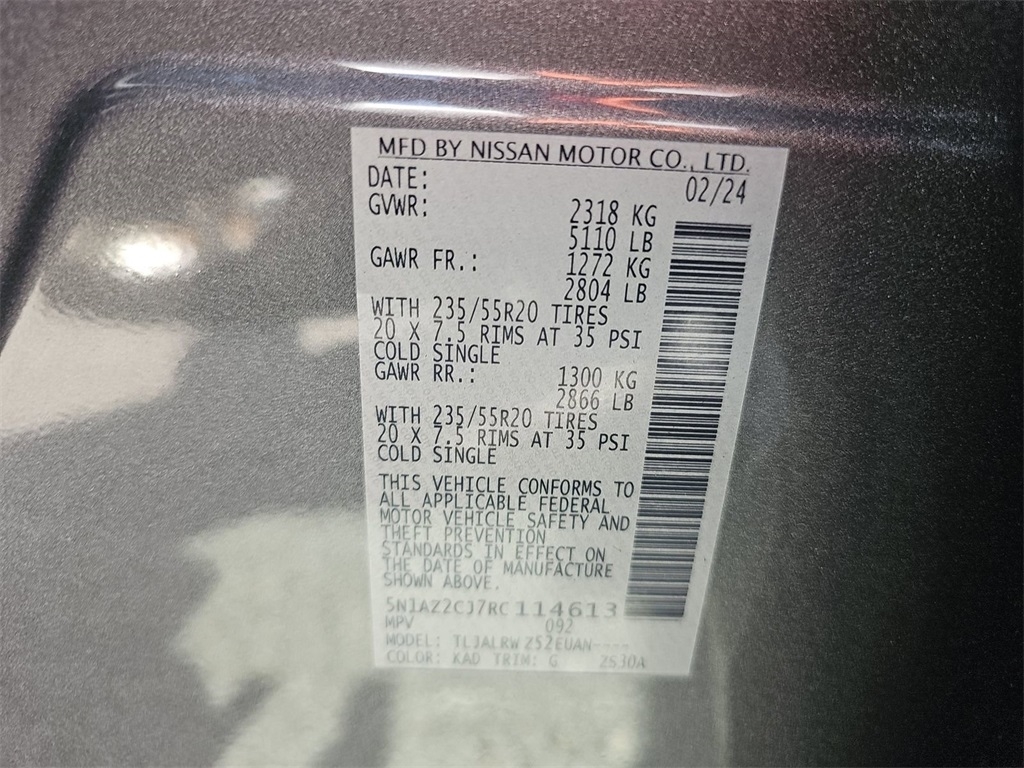 MFD BY NISSAN MOTOR CO., LTD.
DATE: 02/24
GVWR: 2318 KG
5110 LB
GAWR FR.: 1272 KG
2804 LB
WITH 235/55R20 TIRES
20 X 7.5 RIMS AT 35 PSI
COLD SINGLE
GAWR RR.: 1300 KG
2866 LB
WITH 235/55R20 TIRES
20 X 7.5 RIMS AT 35 PSI
COLD SINGLE
THIS VEHICLE CONFORMS TO
ALL APPLICABLE FEDERAL
MOTOR VEHICLE SAFETY AND
THEFT PREVENTION
STANDARDS IN EFFECT ON
THE DATE OF MANUFACTURE
SHOWN ABOVE.
5N1AZ2CJ7RC114613
MPV 092
MODEL: TLJALRWZ52EUAN----
COLOR: KAD TRIM: G 2S30A